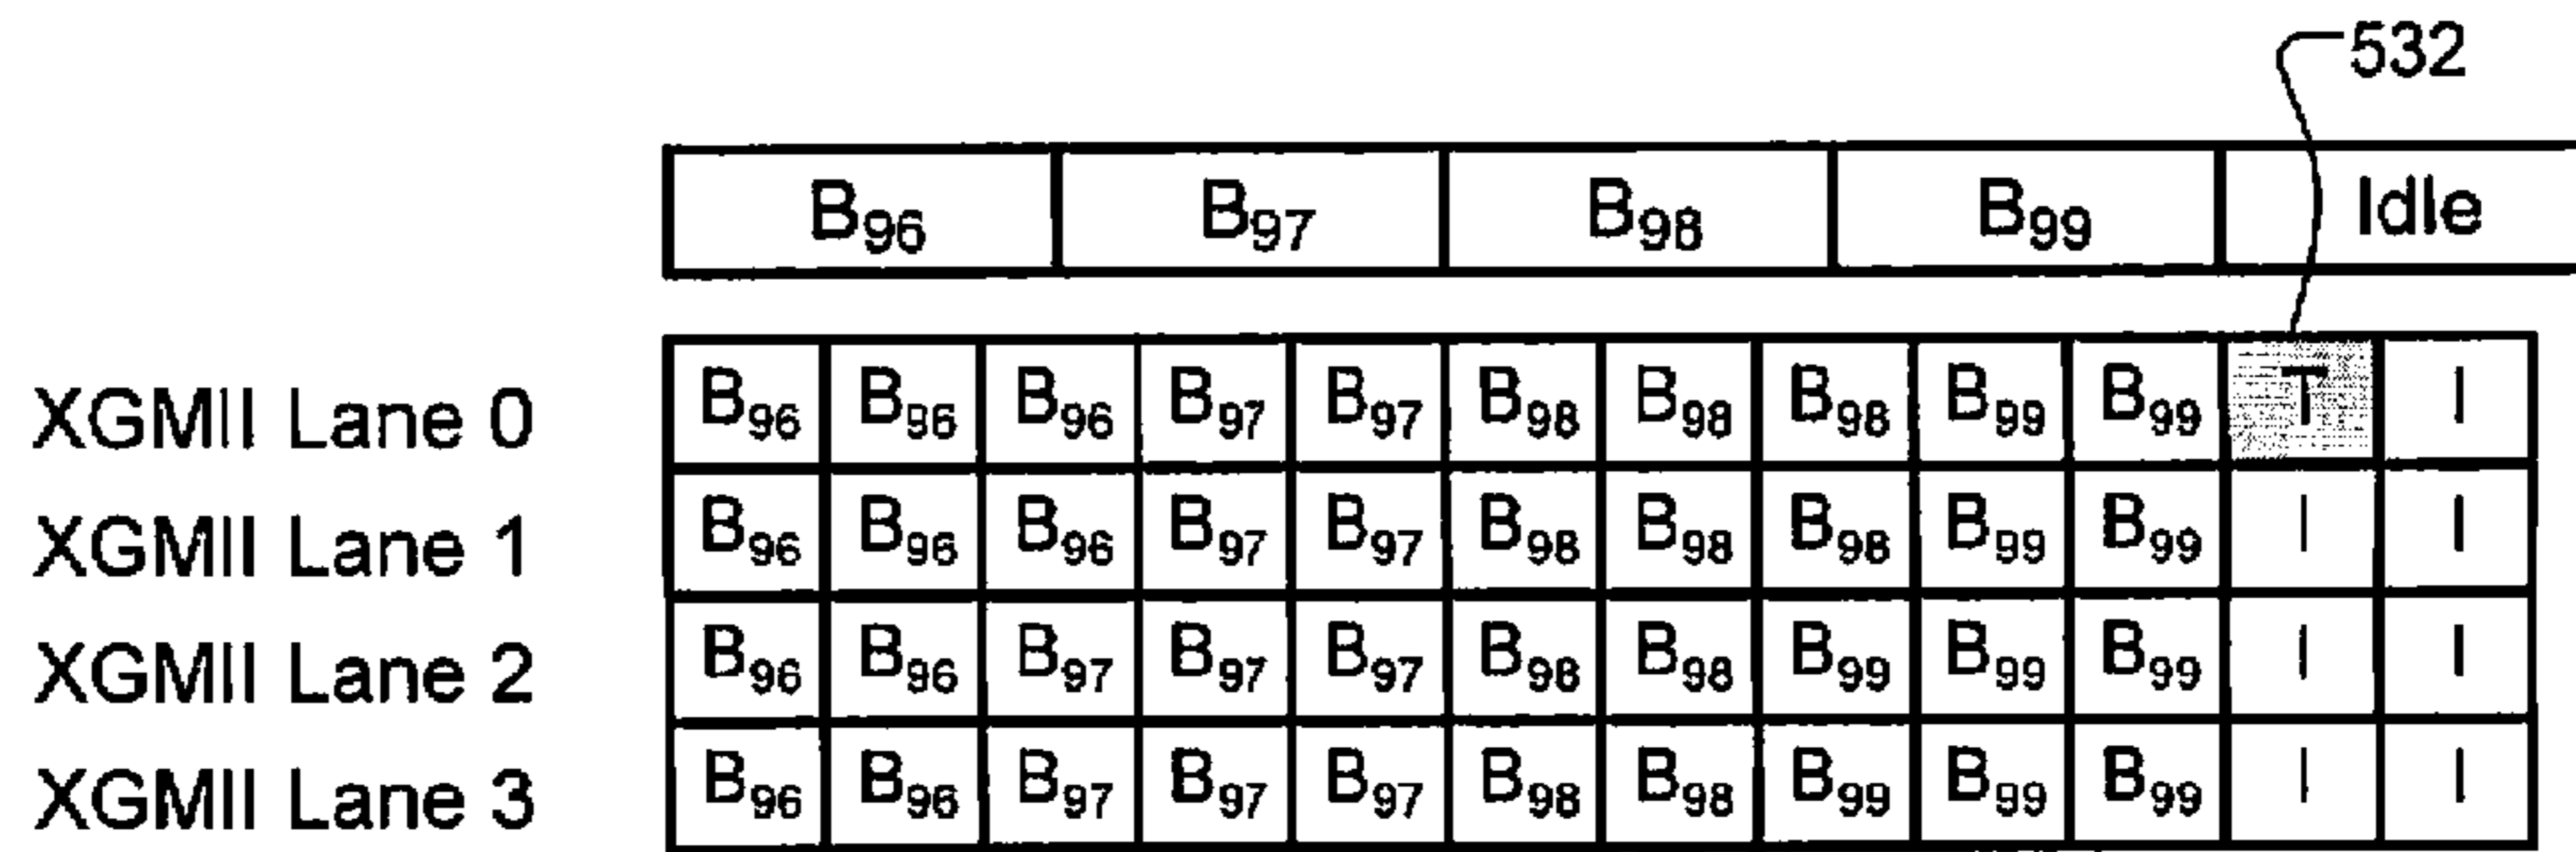 532
B96 B97 B98 B99 Idle
XGMII Lane 0 B96 B96 B96 B97 B97 B98 B98 B98 B99 B99 T I
XGMII Lane 1 B96 B96 B96 B97 B97 B98 B98 B98 B99 B99 I I
XGMII Lane 2 B96 B96 B97 B97 B97 B98 B98 B99 B99 B99 I I
XGMII Lane 3 B96 B96 B97 B97 B97 B98 B98 B99 B99 B99 I I